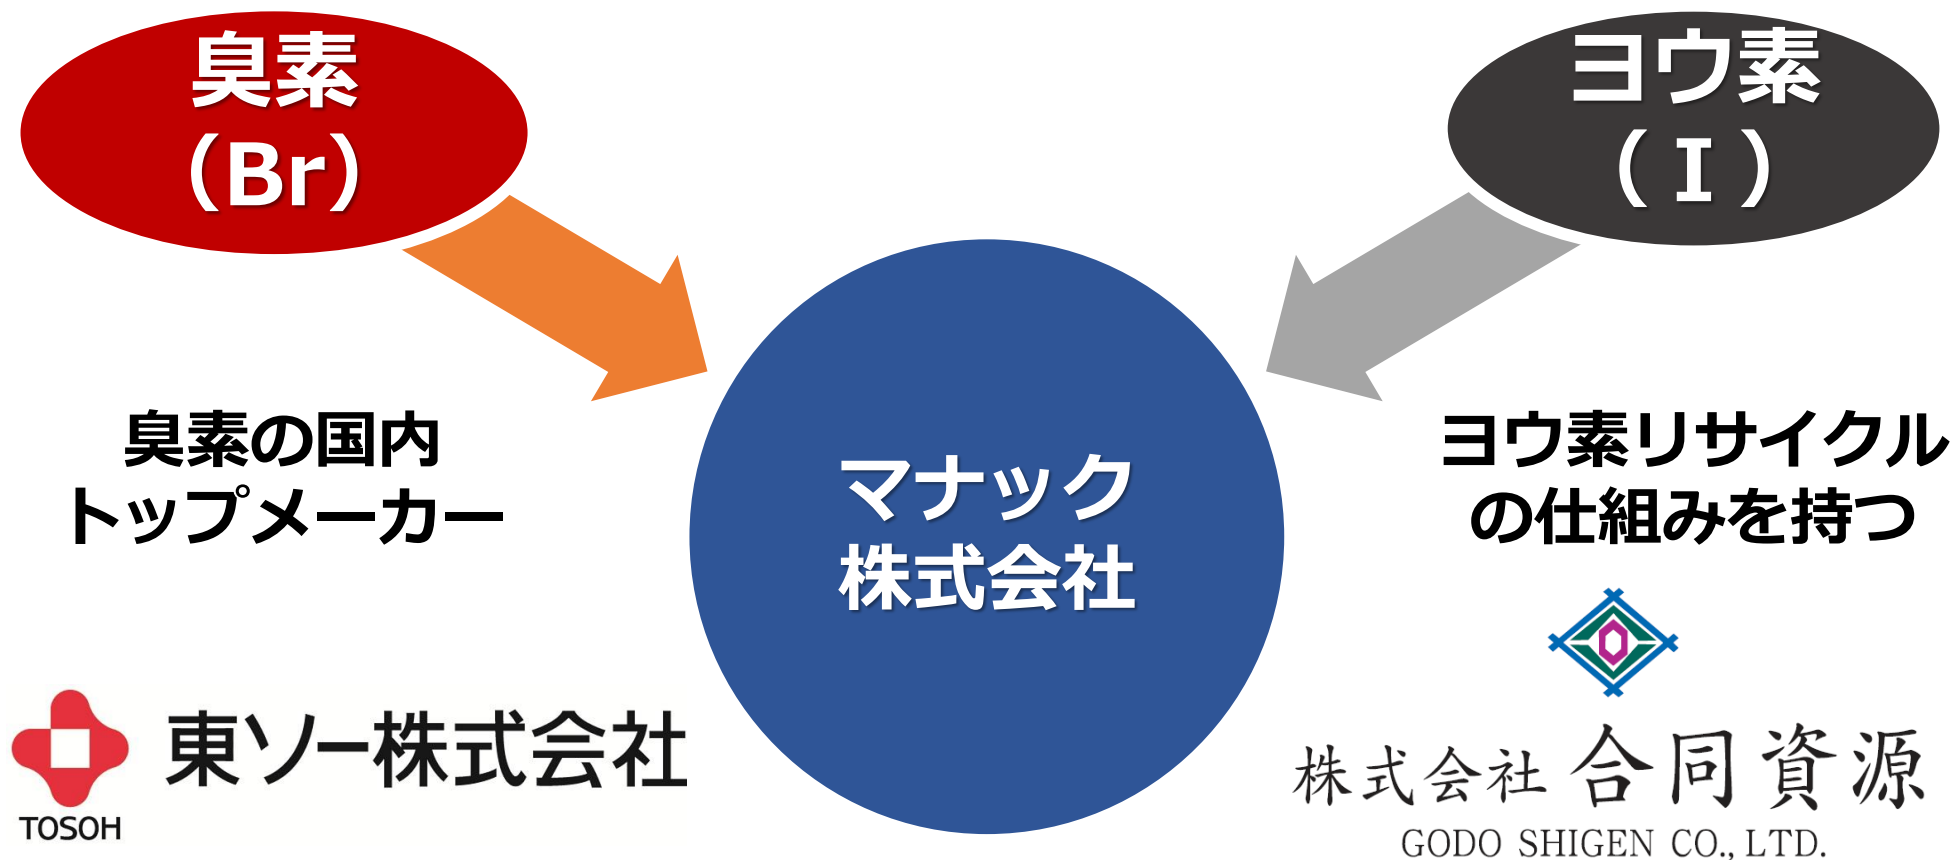 臭素
（Br）
ヨウ素
（Ｉ）
臭素の国内
トップメーカー
マナック
株式会社
ヨウ素リサイクル
の仕組みを持つ
東ソー株式会社
TOSOH
株式会社 合同資源
GODO SHIGEN CO., LTD.